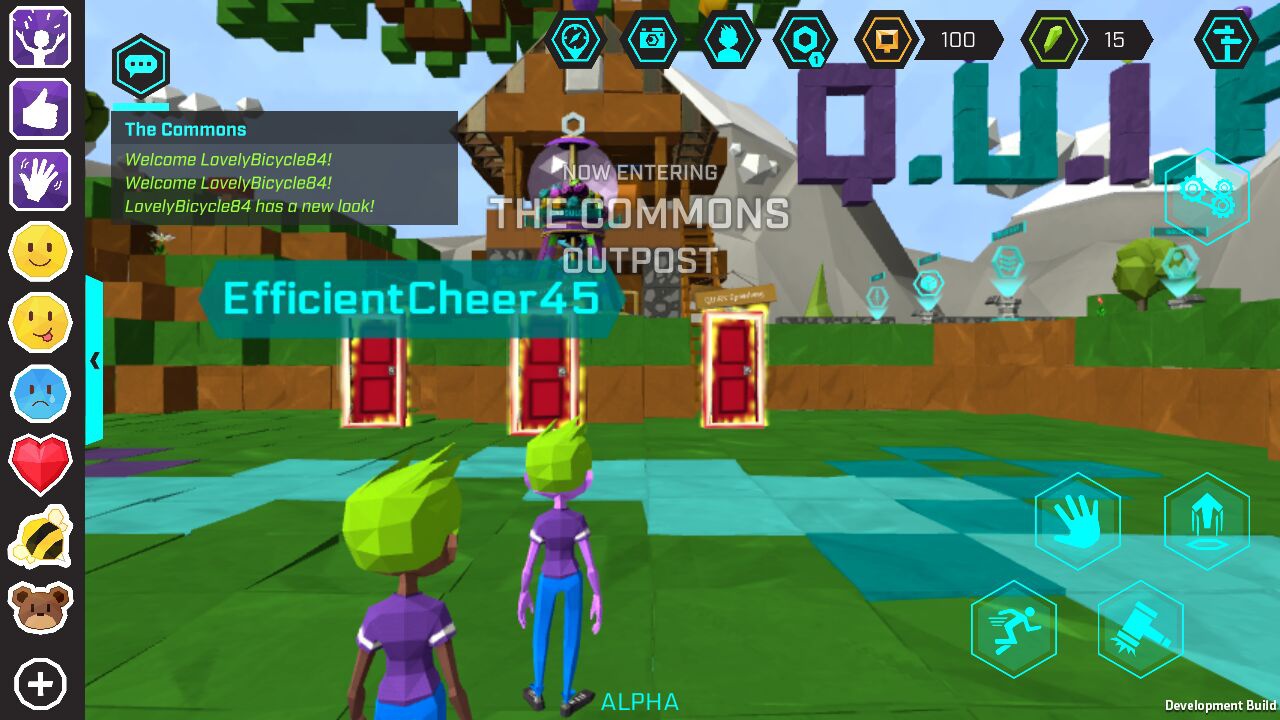 100
15
The Commons
Welcome LovelyBicycle84!
Welcome LovelyBicycle84!
LovelyBicycle84 has a new look!
1
NOW ENTERING
THE COMMONS
OUTPOST
Q.U.I.
EfficientCheer45
ALPHA
Development Build